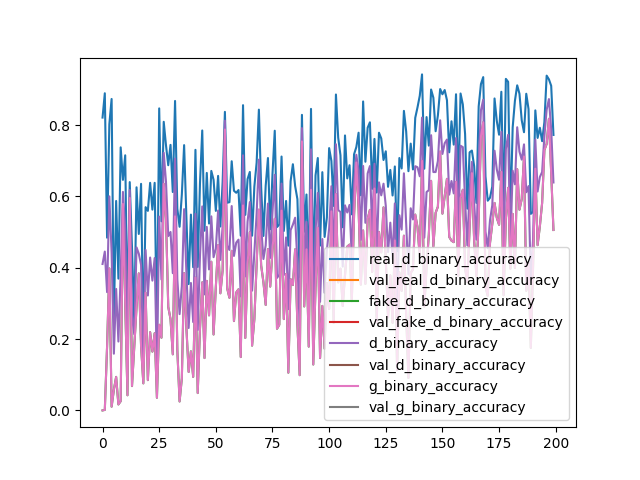 0.8
0.6
0.4
0.2
0.0
0 25 50 75 100 125 150 175 200
real_d_binary_accuracy
val_real_d_binary_accuracy
fake_d_binary_accuracy
val_fake_d_binary_accuracy
d_binary_accuracy
val_d_binary_accuracy
g_binary_accuracy
val_g_binary_accuracy